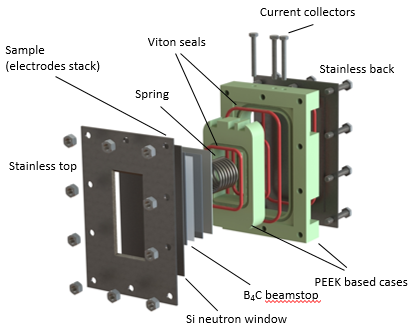 Current collectors
Sample
(electrodes stack)
Viton seals
Stainless back
Spring
Stainless top
PEEK based cases
B₄C beamstop
Si neutron window